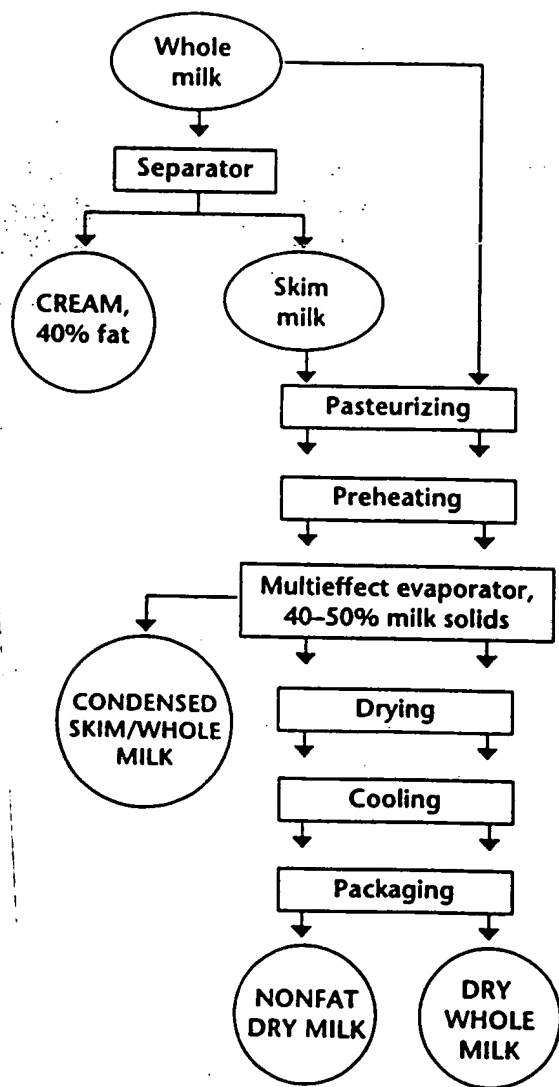 Whole
milk
Separator
CREAM,
40% fat
Skim
milk
Pasteurizing
Preheating
Multieffect evaporator,
40–50% milk solids
CONDENSED
SKIM/WHOLE
MILK
Drying
Cooling
Packaging
NONFAT
DRY MILK
DRY
WHOLE
MILK